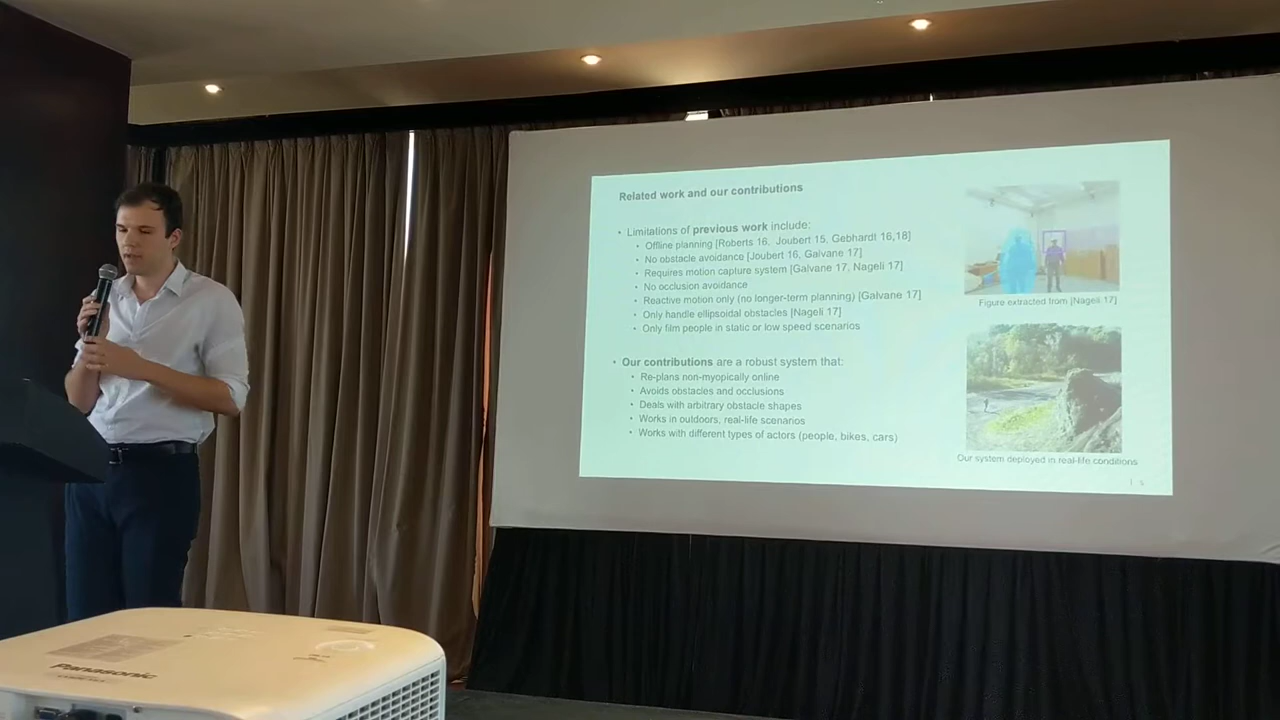 Related work and our contributions
• Limitations of previous work include:
• Offline planning [Roberts 16, Joubert 15, Gebhardt 16,18]
• No obstacle avoidance [Joubert 16, Galvane 17]
• Requires motion capture system [Galvane 17, Nageli 17]
• No occlusion avoidance
• Reactive motion only (no longer-term planning) [Galvane 17]
• Only handle ellipsoidal obstacles [Nageli 17]
• Only film people in static or low speed scenarios
• Our contributions are a robust system that:
• Re-plans non-myopically online
• Avoids obstacles and occlusions
• Deals with arbitrary obstacle shapes
• Works in outdoors, real-life scenarios
• Works with different types of actors (people, bikes, cars)
Figure extracted from [Nageli 17]
Our system deployed in real-life conditions
| 5
Panasonic